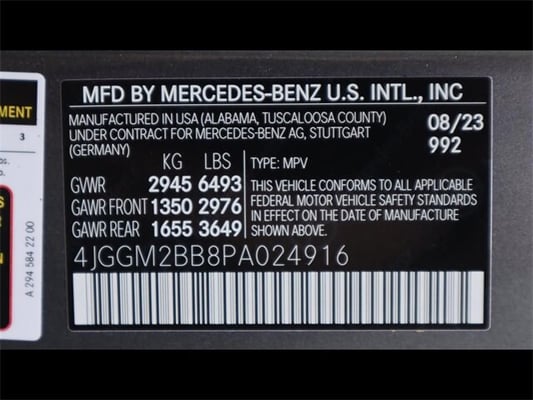 MENT
3
bs.
.
S
R
A 294 584 22 00
MFD BY MERCEDES-BENZ U.S. INTL., INC
MANUFACTURED IN USA (ALABAMA, TUSCALOOSA COUNTY)
UNDER CONTRACT FOR MERCEDES-BENZ AG, STUTTGART
(GERMANY)
08/23
992
KG LBS
GVWR 2945 6493
GAWR FRONT 1350 2976
GAWR REAR 1655 3649
TYPE: MPV
THIS VEHICLE CONFORMS TO ALL APPLICABLE
FEDERAL MOTOR VEHICLE SAFETY STANDARDS
IN EFFECT ON THE DATE OF MANUFACTURE
SHOWN ABOVE.
4JGGM2BB8PA024916